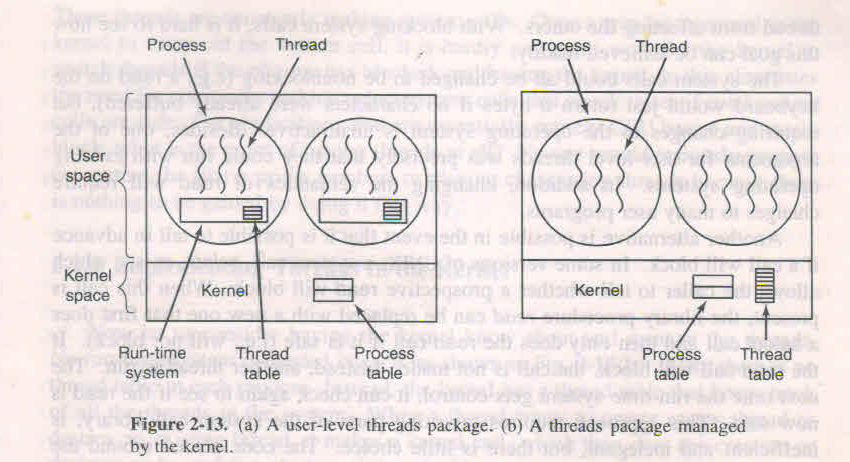 Process Thread
Process Thread
User
space
Kernel
space
Kernel
Kernel
Run-time
system
Thread
table
Process
table
Process
table
Thread
table
Figure 2-13. (a) A user-level threads package. (b) A threads package managed
by the kernel.